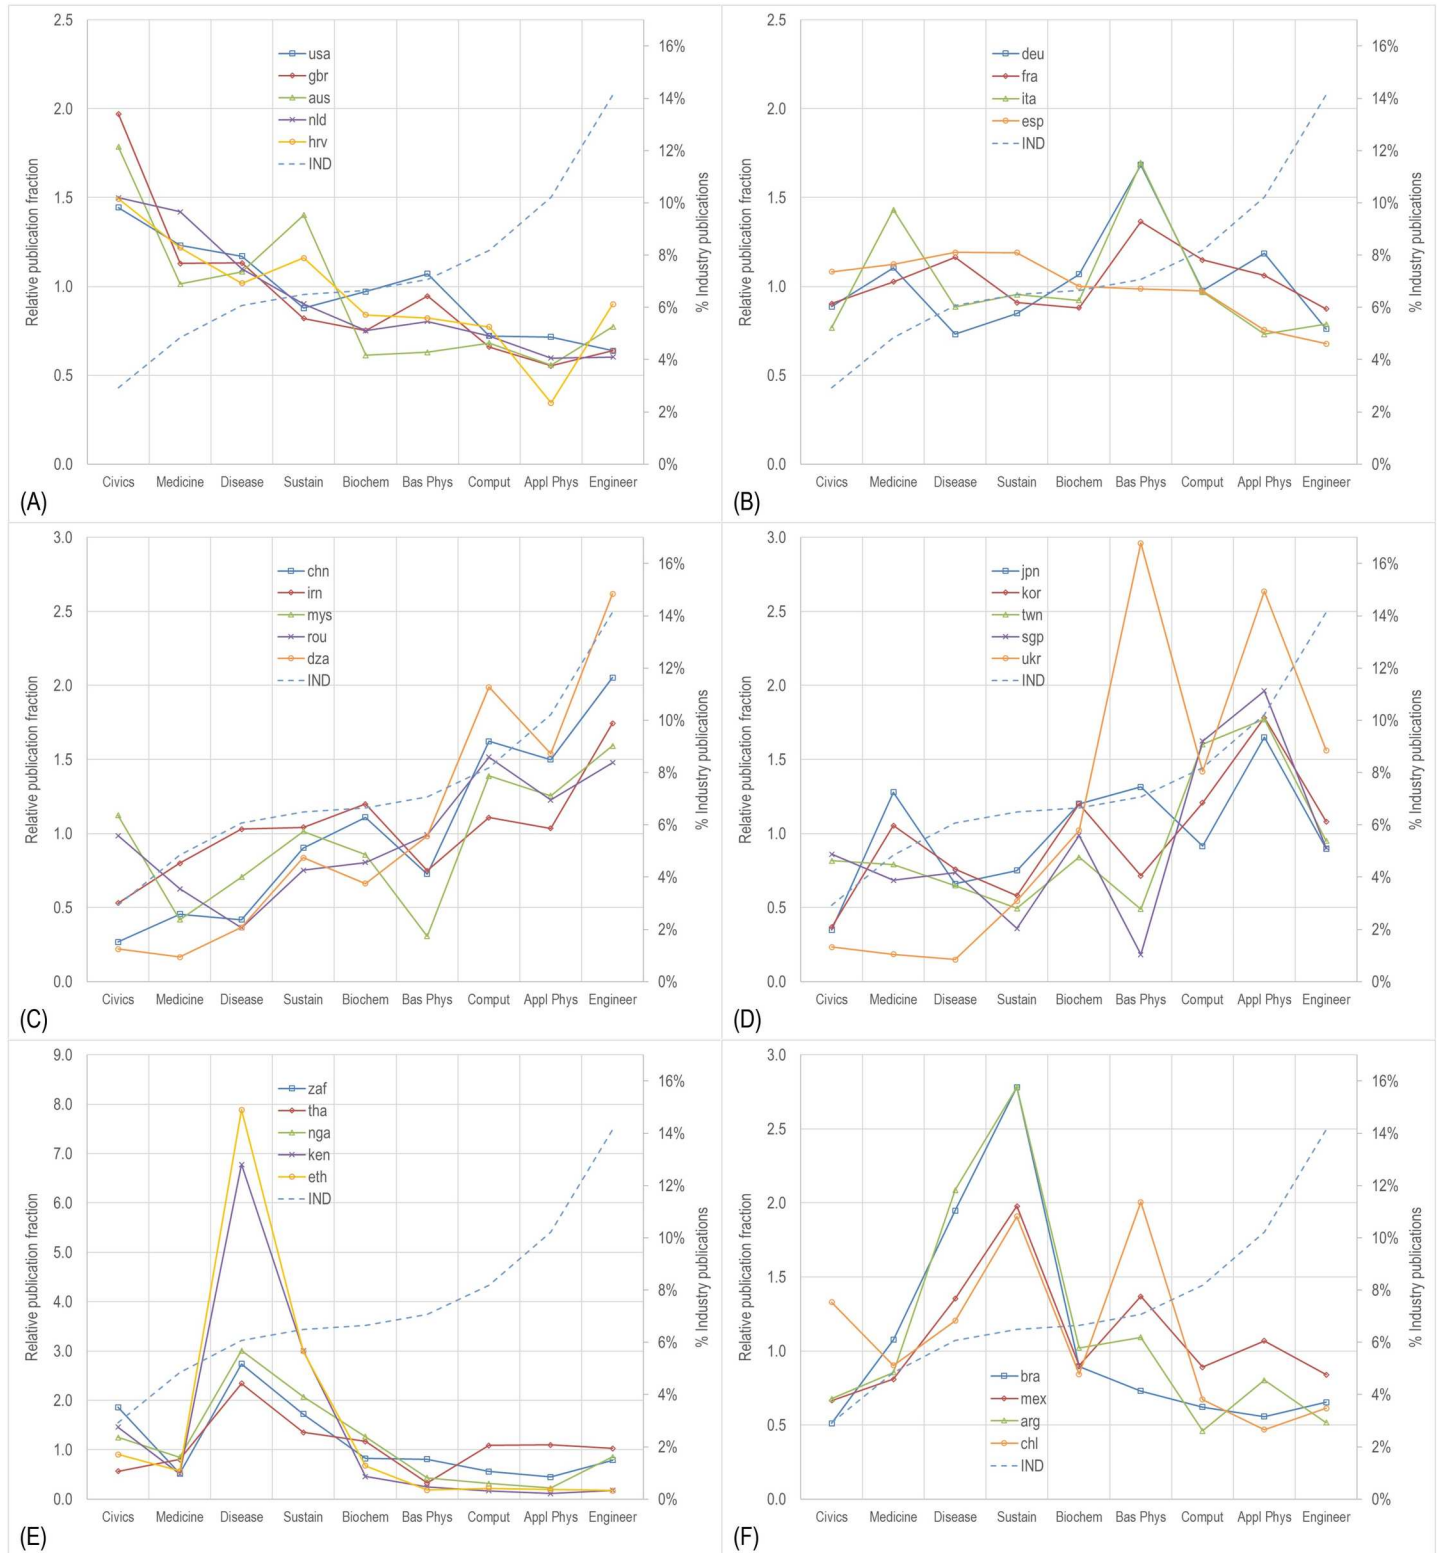 2.5
2.0
1.5
1.0
0.5
0.0
Relative publication fraction
usa
gbr
aus
nld
hrv
IND
16%
14%
12%
10%
8%
6%
4%
2%
0%
% Industry publications
Civics Medicine Disease Sustain Biochem Bas Phys Comput Appl Phys Engineer
(A)
2.5
2.0
1.5
1.0
0.5
0.0
Relative publication fraction
deu
fra
ita
esp
IND
16%
14%
12%
10%
8%
6%
4%
2%
0%
% Industry publications
Civics Medicine Disease Sustain Biochem Bas Phys Comput Appl Phys Engineer
(B)
3.0
2.5
2.0
1.5
1.0
0.5
0.0
Relative publication fraction
chn
irn
mys
rou
dza
IND
16%
14%
12%
10%
8%
6%
4%
2%
0%
% Industry publications
Civics Medicine Disease Sustain Biochem Bas Phys Comput Appl Phys Engineer
(C)
3.0
2.5
2.0
1.5
1.0
0.5
0.0
Relative publication fraction
jpn
kor
twn
sgp
ukr
IND
16%
14%
12%
10%
8%
6%
4%
2%
0%
% Industry publications
Civics Medicine Disease Sustain Biochem Bas Phys Comput Appl Phys Engineer
(D)
9.0
8.0
7.0
6.0
5.0
4.0
3.0
2.0
1.0
0.0
Relative publication fraction
zaf
tha
nga
ken
eth
IND
16%
14%
12%
10%
8%
6%
4%
2%
0%
% Industry publications
Civics Medicine Disease Sustain Biochem Bas Phys Comput Appl Phys Engineer
(E)
3.0
2.5
2.0
1.5
1.0
0.5
0.0
Relative publication fraction
bra
mex
arg
chl
IND
16%
14%
12%
10%
8%
6%
4%
2%
0%
% Industry publications
Civics Medicine Disease Sustain Biochem Bas Phys Comput Appl Phys Engineer
(F)